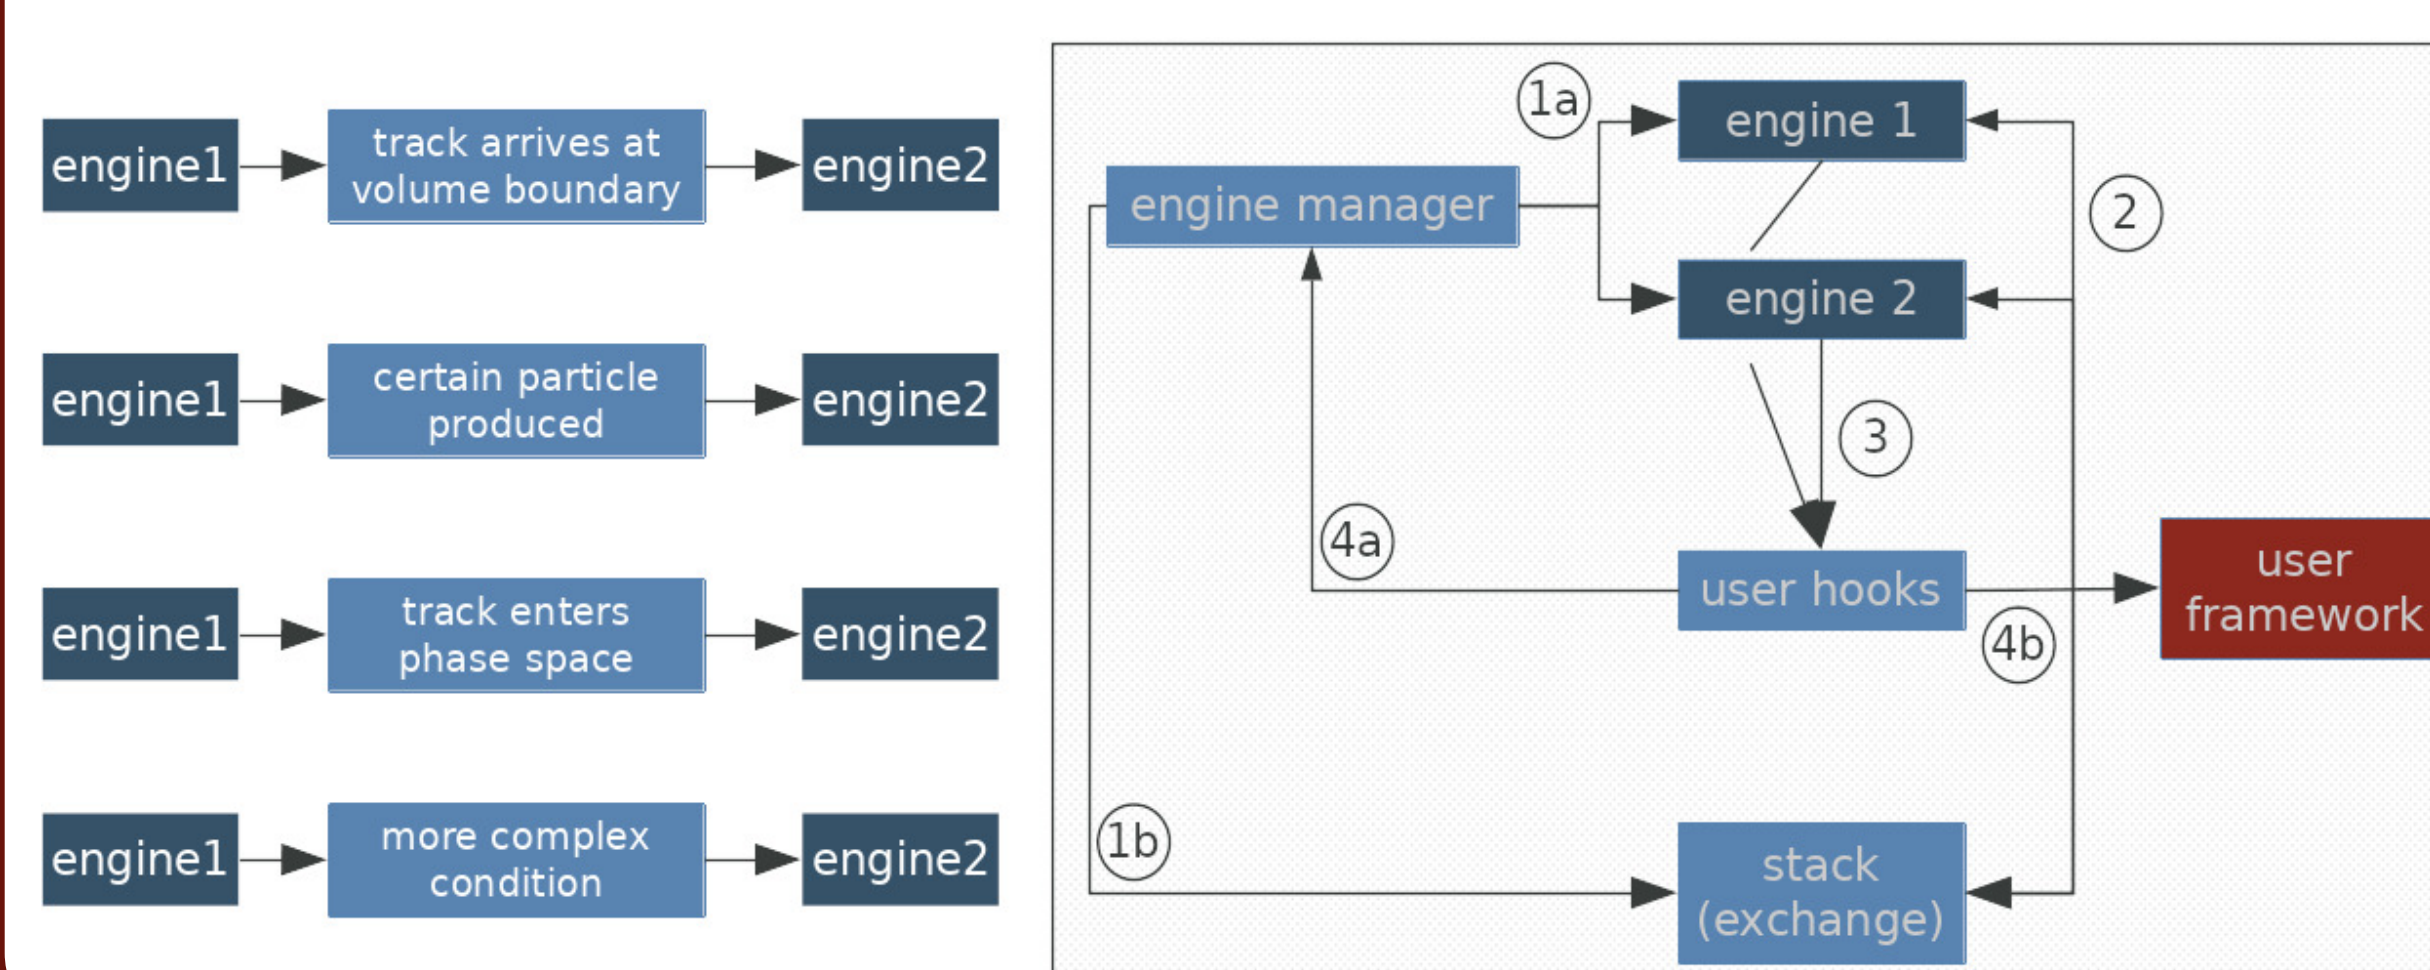 engine1
track arrives at
volume boundary
engine2
engine1
certain particle
produced
engine2
engine1
track enters
phase space
engine2
engine1
more complex
condition
engine2
1a
engine 1
engine manager
2
engine 2
3
4a
user hooks
4b
user
framework
1b
stack
(exchange)